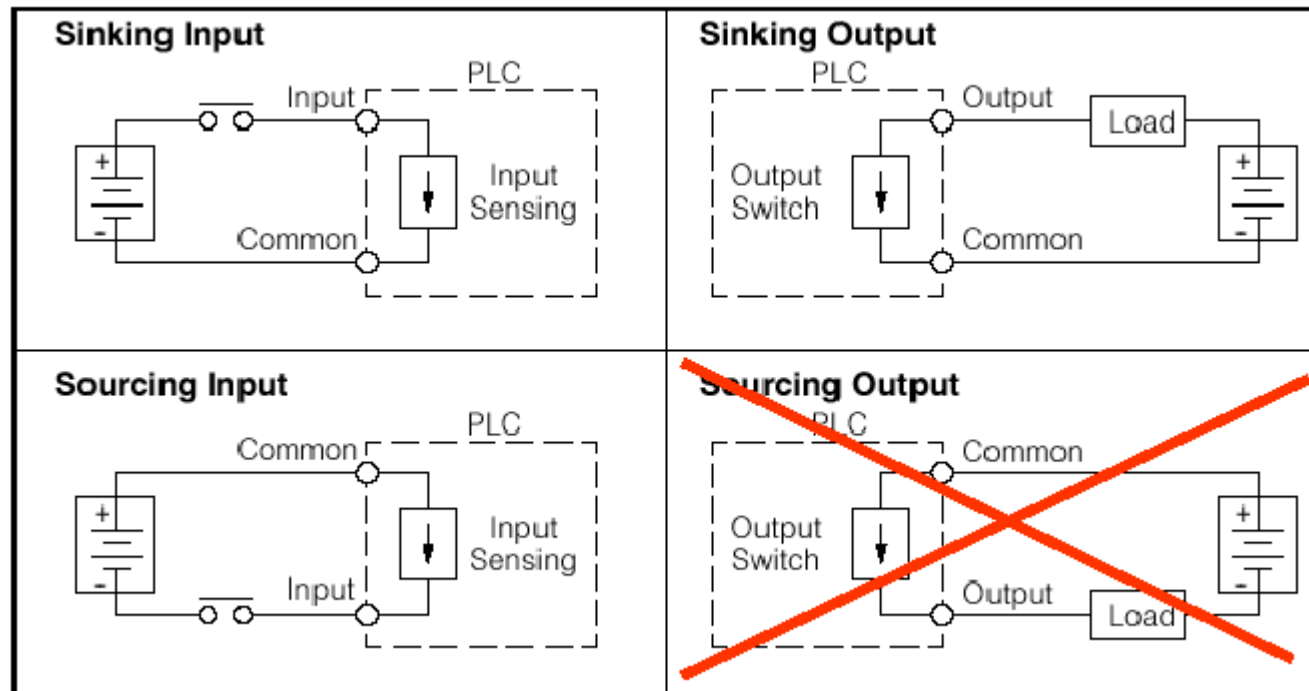 Sinking Input
PLC
Input
+
Input
Sensing
-
Common
Sinking Output
PLC
Output
Load
+
Output
Switch
-
Common
Sourcing Input
PLC
Common
+
Input
Sensing
-
Input
Sourcing Output
PLC
Common
+
Output
Switch
-
Output
Load